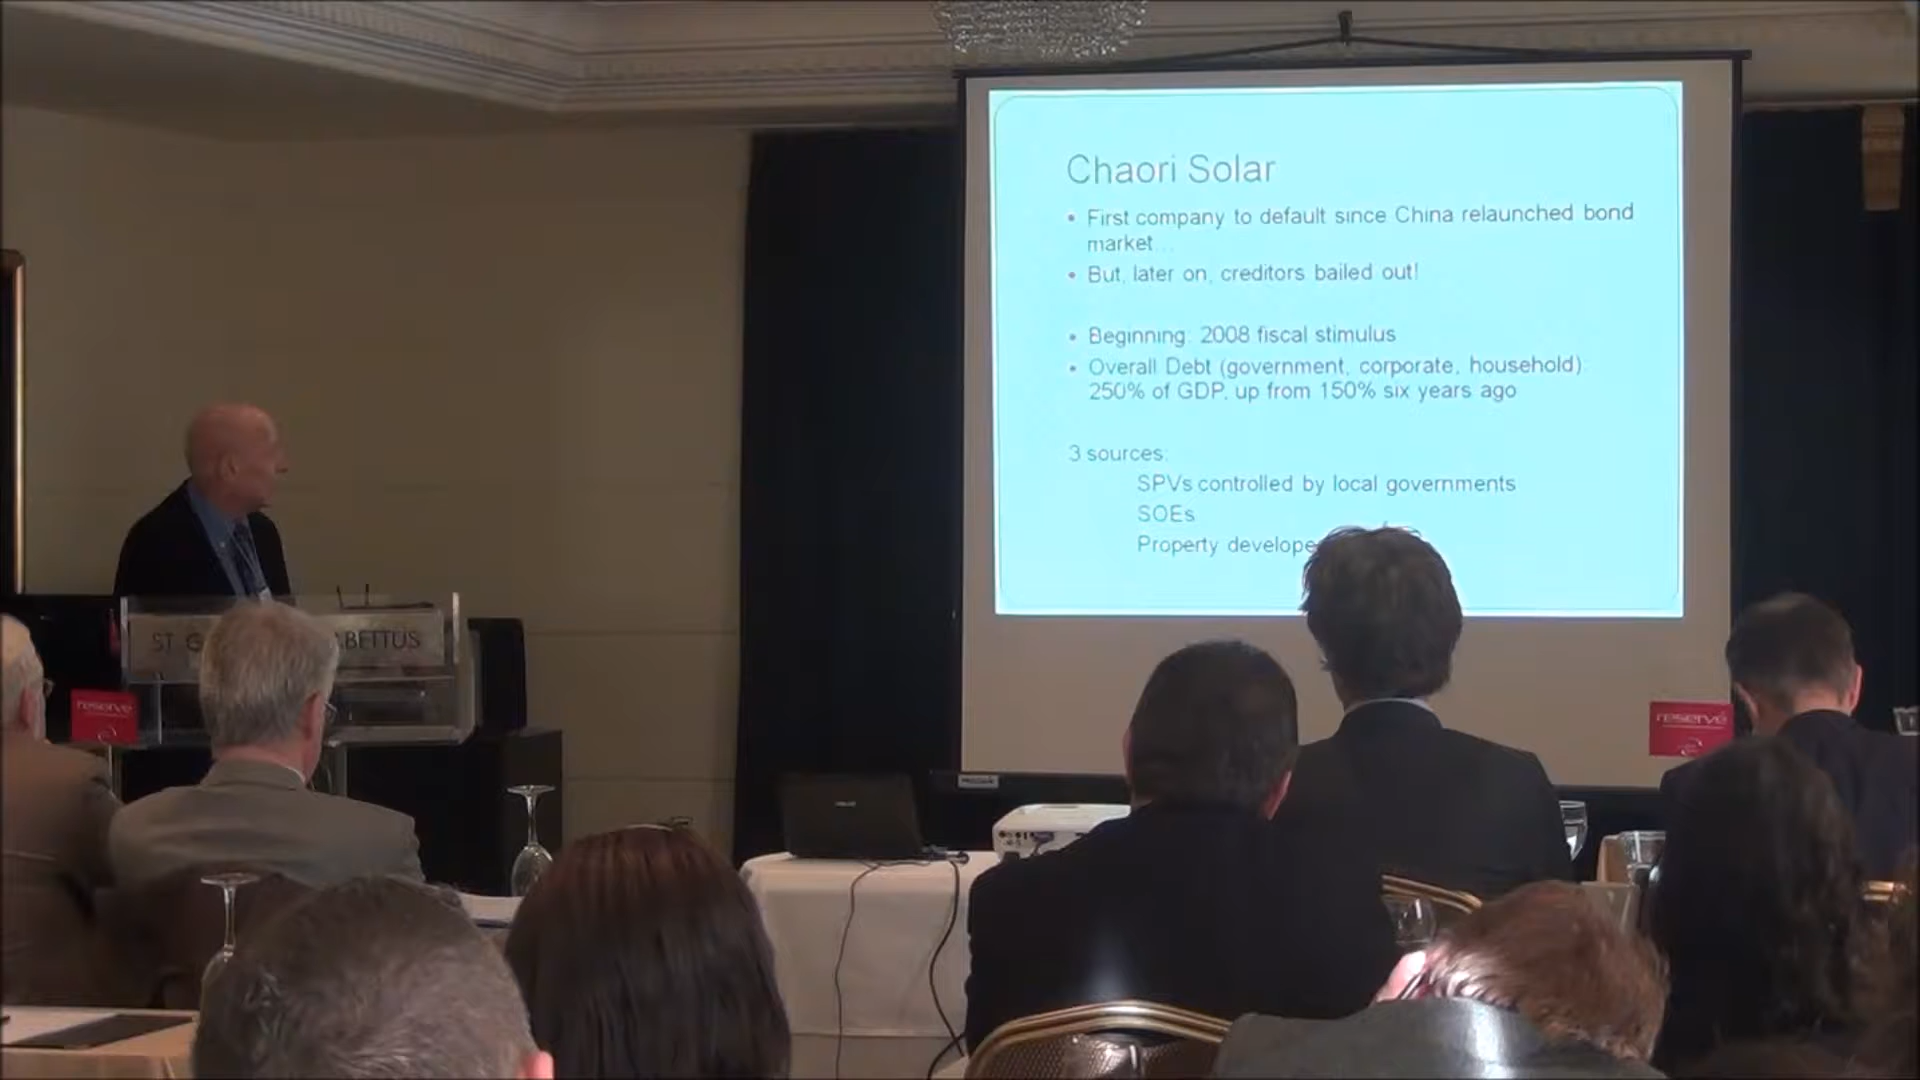 Chaori Solar
• First company to default since China relaunched bond
market...
• But, later on, creditors bailed out!
• Beginning: 2008 fiscal stimulus
• Overall Debt (government, corporate, household)
250% of GDP, up from 150% six years ago
3 sources:
SPVs controlled by local governments
SOEs
Property develope
ST G
ABETTUS
reserve
reserve